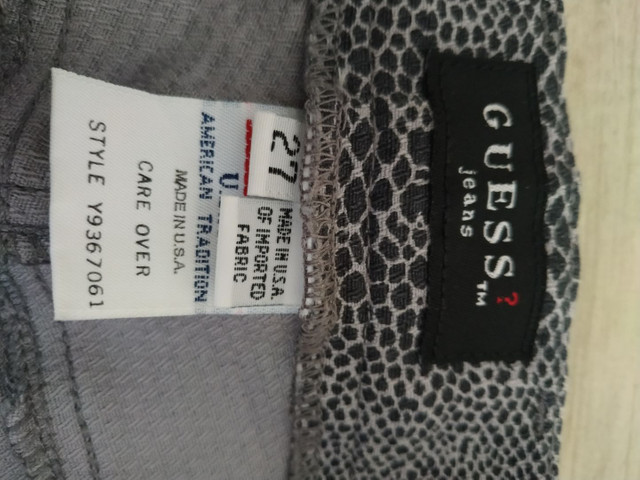 GUESS?™
jeans
27
MADE IN U.S.A.
OF IMPORTED
FABRIC
U
AMERICAN TRADITION
MADE IN U.S.A.
CARE OVER
STYLE Y9367061